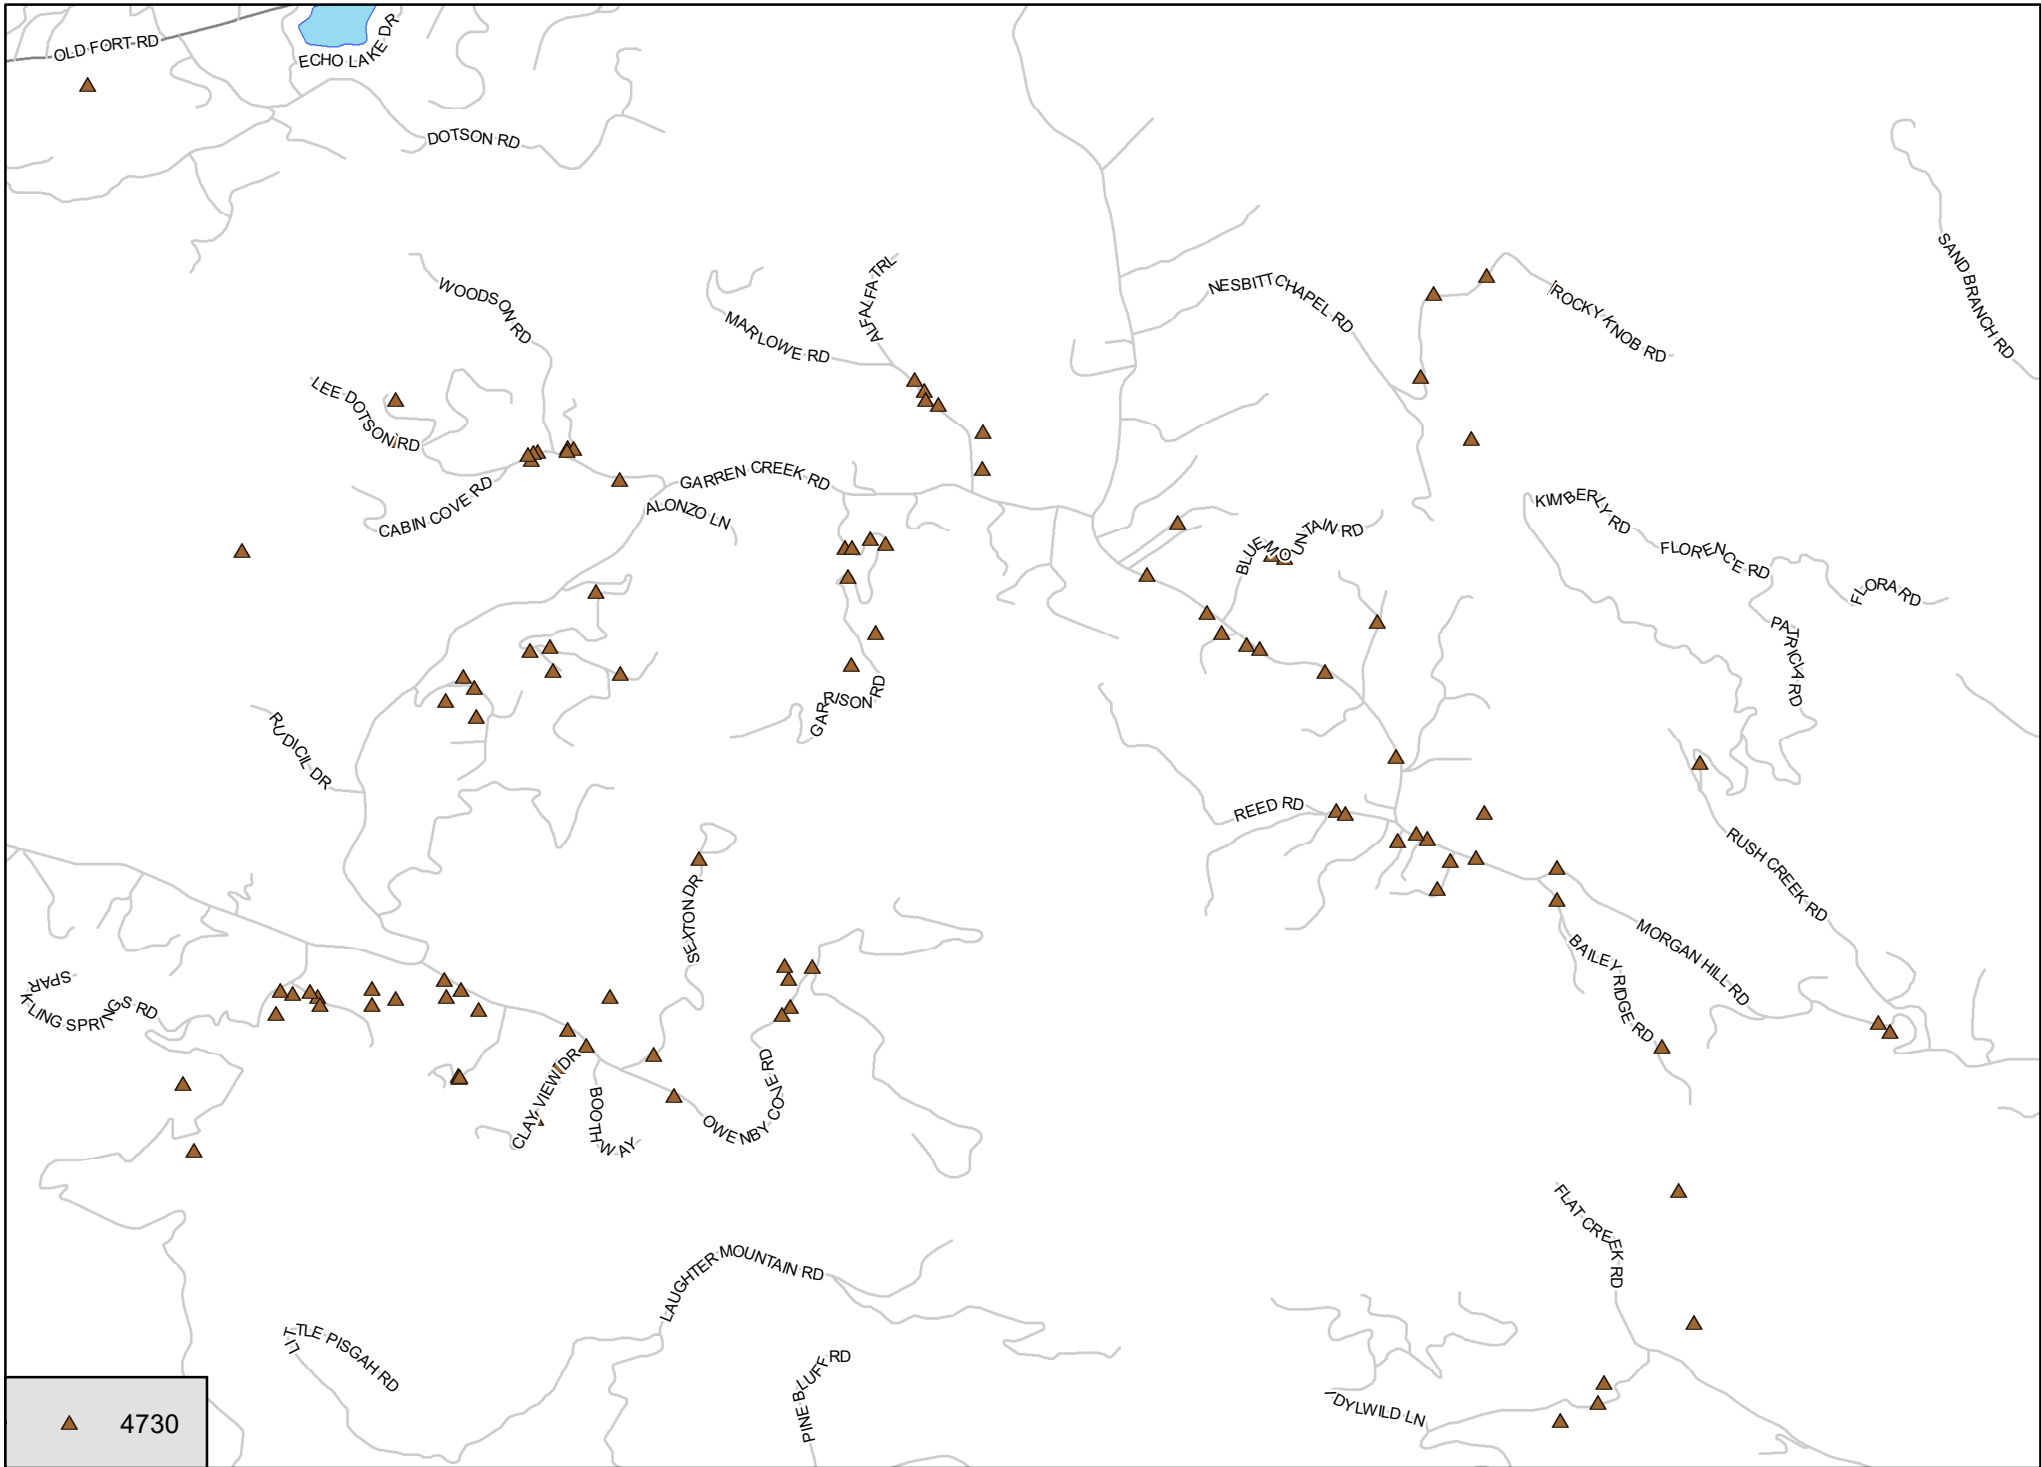 OLD FORT RD
ECHO LAKE DR
DOTSON RD
SAND BRANCH RD
WOODSON RD
ALFALFA TRL
NESBITT CHAPEL RD
ROCKY KNOB RD
MARLOWE RD
LEE DOTSON RD
GARREN CREEK RD
CABIN COVE RD
ALONZO LN
KIMBERLY RD
BLUE MOUNTAIN RD
FLORENCE RD
FLORA RD
PATRICIA RD
GARRISON RD
RUDICIL DR
REED RD
RUSH CREEK RD
SEXTON DR
MORGAN HILL RD
BAILEY RIDGE RD
SPARKLING SPRINGS RD
CLAY VIEW DR
BOOTH WAY
OWENBY COVE RD
FLAT CREEK RD
LAUGHTER MOUNTAIN RD
LITTLE PISGAH RD
PINE BLUFF RD
IDYLWILD LN
4730